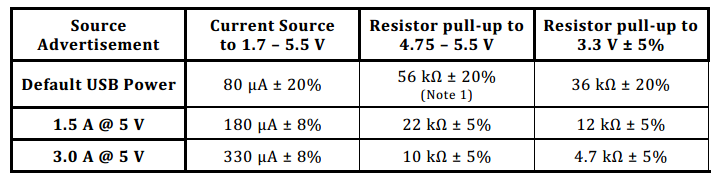 Source Advertisement | Current Source to 1.7 – 5.5 V | Resistor pull-up to 4.75 – 5.5 V | Resistor pull-up to 3.3 V ± 5%
Default USB Power | 80 μA ± 20% | 56 kΩ ± 20% (Note 1) | 36 kΩ ± 20%
1.5 A @ 5 V | 180 μA ± 8% | 22 kΩ ± 5% | 12 kΩ ± 5%
3.0 A @ 5 V | 330 μA ± 8% | 10 kΩ ± 5% | 4.7 kΩ ± 5%